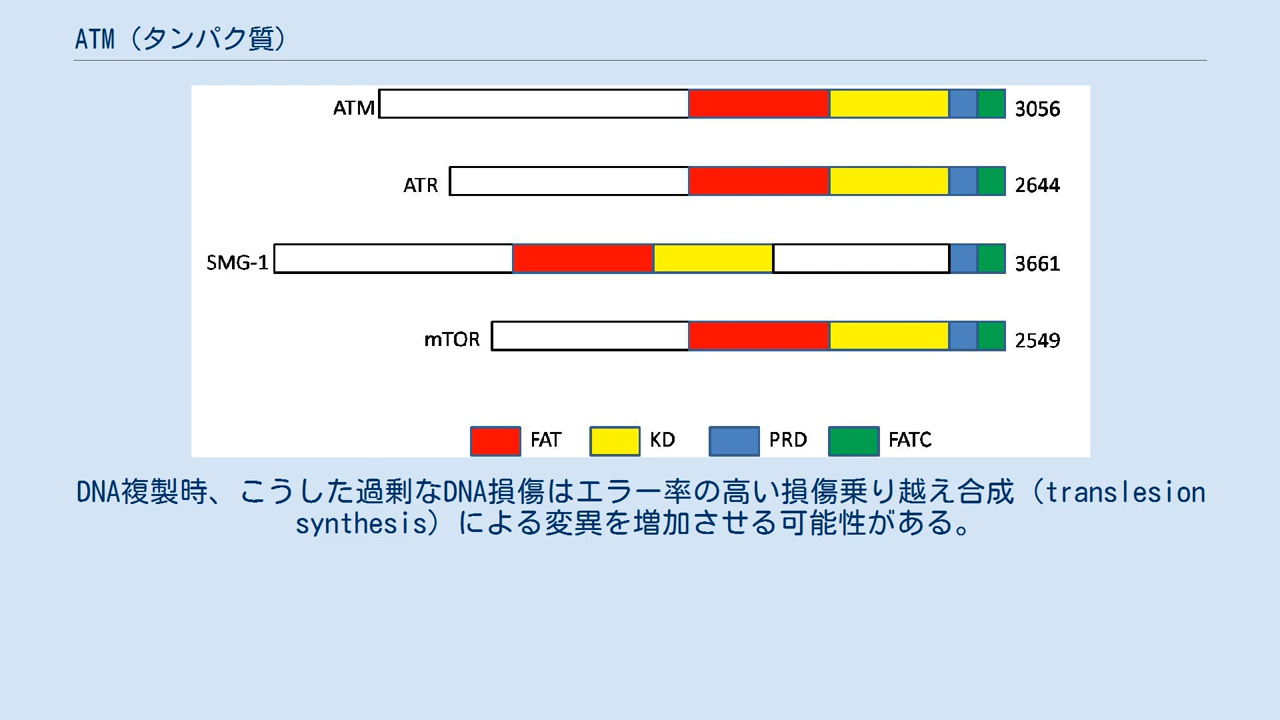 ATM（タンパク質）
ATM 3056
ATR 2644
SMG-1 3661
mTOR 2549
FAT KD PRD FATC
DNA複製時、こうした過剰なDNA損傷はエラー率の高い損傷乗り越え合成（translesion
synthesis）による変異を増加させる可能性がある。